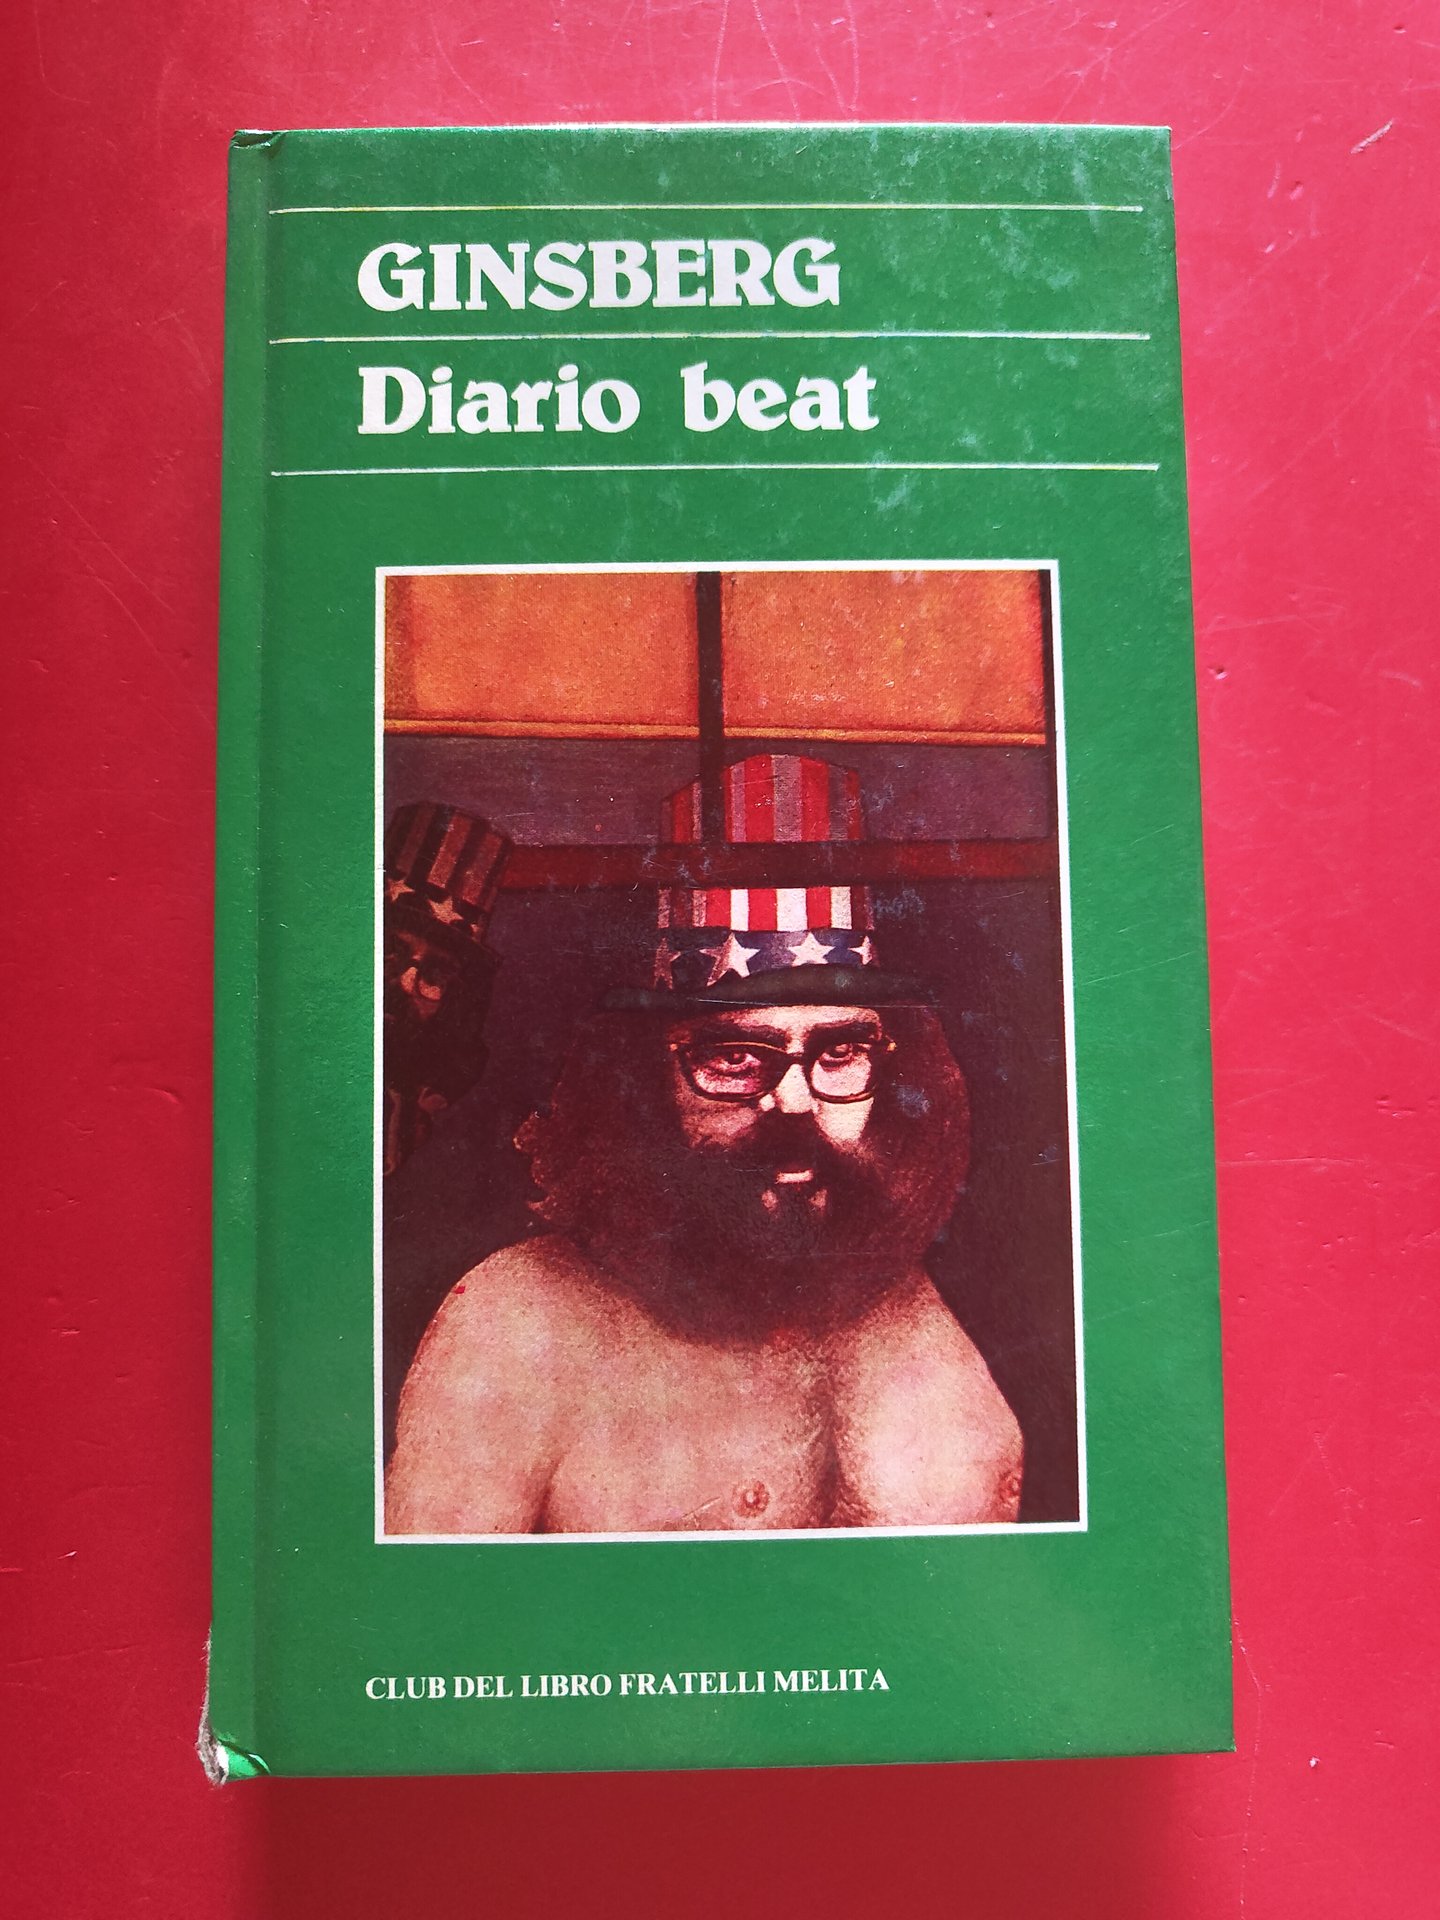 GINSBERG
Diario beat
CLUB DEL LIBRO FRATELLI MELITA